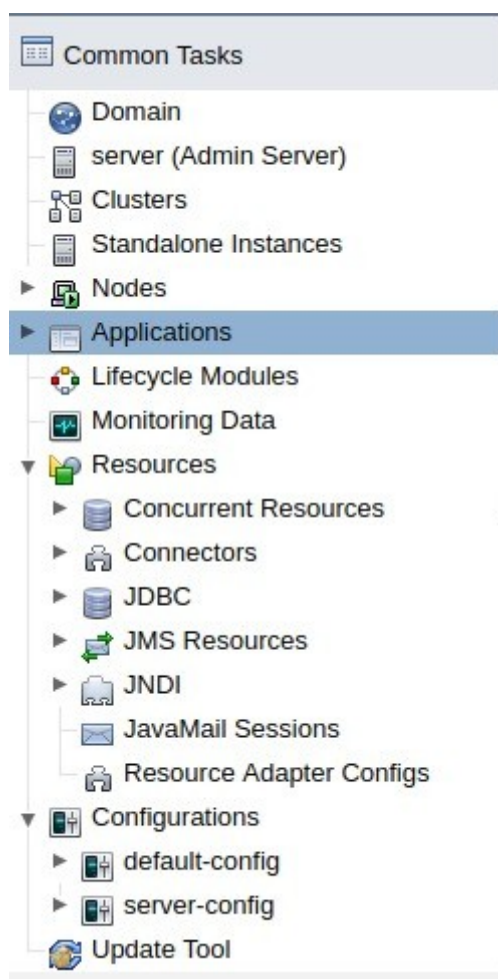 Common Tasks
Domain
server (Admin Server)
Clusters
Standalone Instances
Nodes
Applications
Lifecycle Modules
Monitoring Data
Resources
Concurrent Resources
Connectors
JDBC
JMS Resources
JNDI
JavaMail Sessions
Resource Adapter Configs
Configurations
default-config
server-config
Update Tool